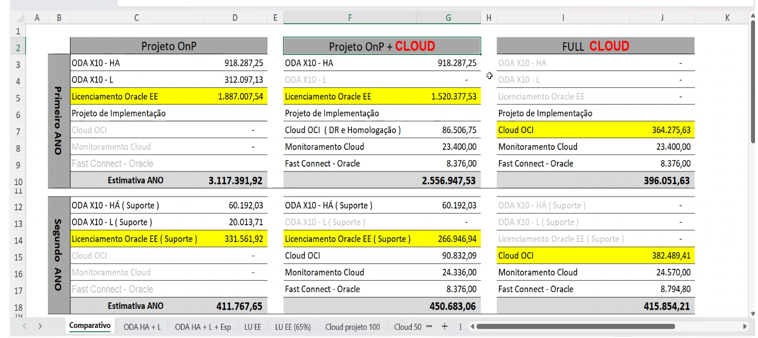 A B C D E F G H I J K
1
2 Projeto OnP Projeto OnP + CLOUD FULL CLOUD
Primeiro ANO
3 ODA X10 - HA 918.287,25 ODA X10 - HA 918.287,25 ODA X10 - HA -
4 ODA X10 - L 312.097,13 ODA X10 - L - ODA X10 - L -
5 Licenciamento Oracle EE 1.887.007,54 Licenciamento Oracle EE 1.520.377,53 Licenciamento Oracle EE -
6 Projeto de Implementação Projeto de Implementação Projeto de Implementação
7 Cloud OCI - Cloud OCI ( DR e Homologação ) 86.506,75 Cloud OCI 364.275,63
8 Monitoramento Cloud - Monitoramento Cloud 23.400,00 Monitoramento Cloud 23.400,00
9 Fast Connect - Oracle Fast Connect - Oracle 8.376,00 Fast Connect - Oracle 8.376,00
10 Estimativa ANO 3.117.391,92 2.556.947,53 396.051,63
11
Segundo ANO
12 ODA X10 - HÁ ( Suporte ) 60.192,03 ODA X10 - HÁ ( Suporte ) 60.192,03 ODA X10 - HÁ ( Suporte ) -
13 ODA X10 - L ( Suporte ) 20.013,71 ODA X10 - L ( Suporte ) - ODA X10 - L ( Suporte ) -
14 Licenciamento Oracle EE ( Suporte ) 331.561,92 Licenciamento Oracle EE ( Suporte ) 266.946,94 Licenciamento Oracle EE ( Suporte ) -
15 Cloud OCI - Cloud OCI 90.832,09 Cloud OCI 382.489,41
16 Monitoramento Cloud - Monitoramento Cloud 24.336,00 Monitoramento Cloud 24.570,00
17 Fast Connect - Oracle Fast Connect - Oracle 8.376,00 Fast Connect - Oracle 8.794,80
18 Estimativa ANO 411.767,65 450.683,06 415.854,21
19
Comparativo ODA HA + L ODA HA + L + Esp LU EE LU EE (65%) Cloud projeto 100 Cloud 50 ··· +